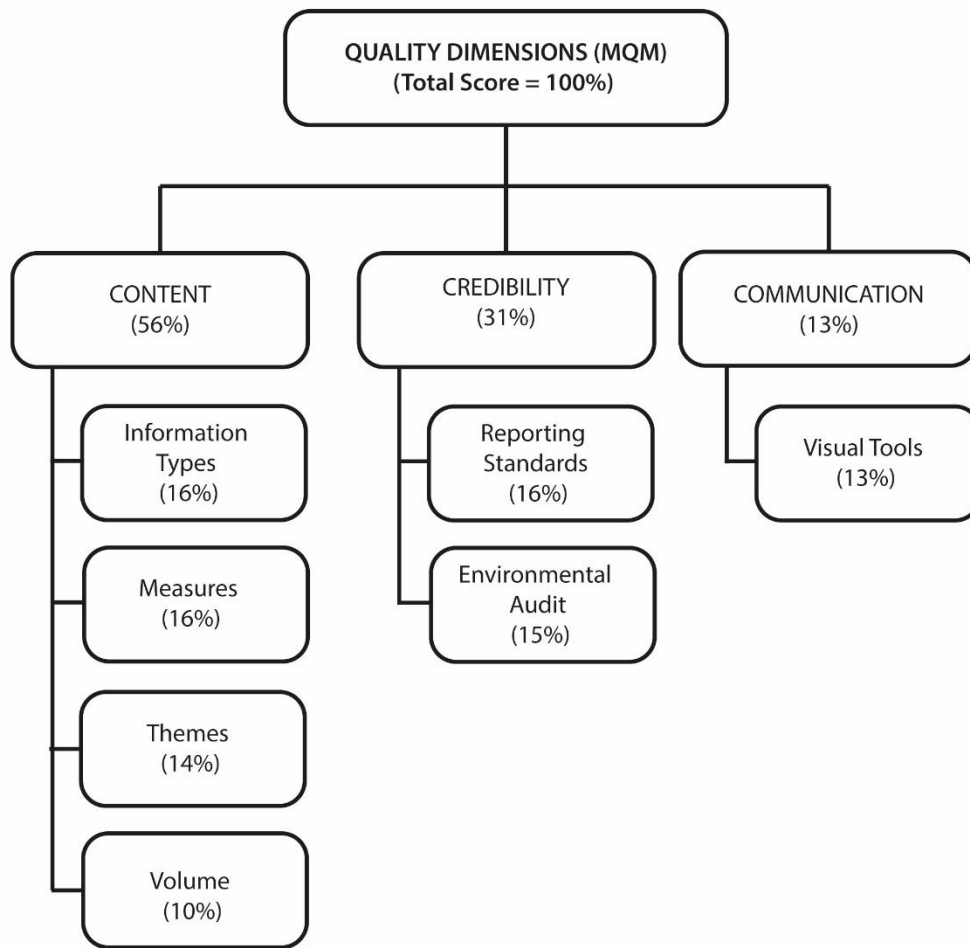 QUALITY DIMENSIONS (MQM)
(Total Score = 100%)
CONTENT
(56%)
Information
Types
(16%)
Measures
(16%)
Themes
(14%)
Volume
(10%)
CREDIBILITY
(31%)
Reporting
Standards
(16%)
Environmental
Audit
(15%)
COMMUNICATION
(13%)
Visual Tools
(13%)